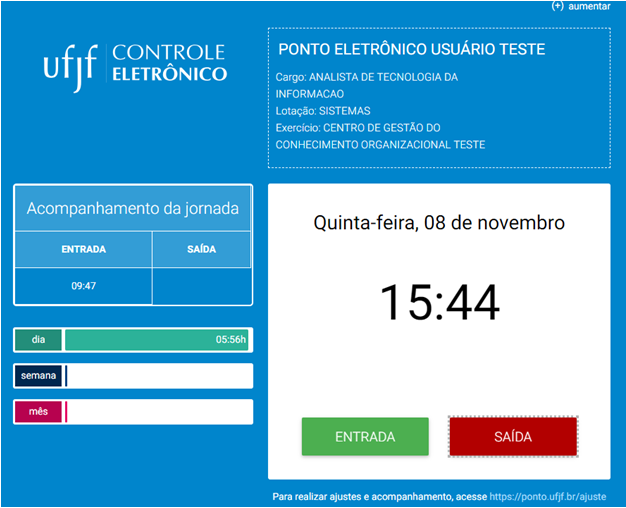 (+) aumentar
ufjf CONTROLE
ELETRÔNICO
PONTO ELETRÔNICO USUÁRIO TESTE
Cargo: ANALISTA DE TECNOLOGIA DA
INFORMACAO
Lotação: SISTEMAS
Exercício: CENTRO DE GESTÃO DO
CONHECIMENTO ORGANIZACIONAL TESTE
Acompanhamento da jornada
ENTRADA SAÍDA
09:47
dia 05:56h
semana
mês
Quinta-feira, 08 de novembro
15:44
ENTRADA SAÍDA
Para realizar ajustes e acompanhamento, acesse https://ponto.ufjf.br/ajuste